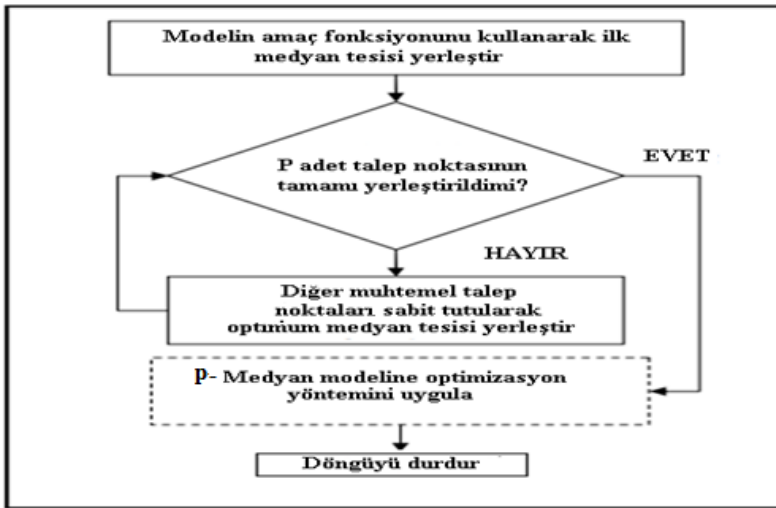 Modelin amaç fonksiyonunu kullanarak ilk
medyan tesisi yerleştir
P adet talep noktasının
tamamı yerleştirildimi?
EVET
HAYIR
Diğer muhtemel talep
noktaları sabit tutularak
optimum medyan tesisi yerleştir
p- Medyan modeline optimizasyon
yöntemini uygula
Döngüyü durdur